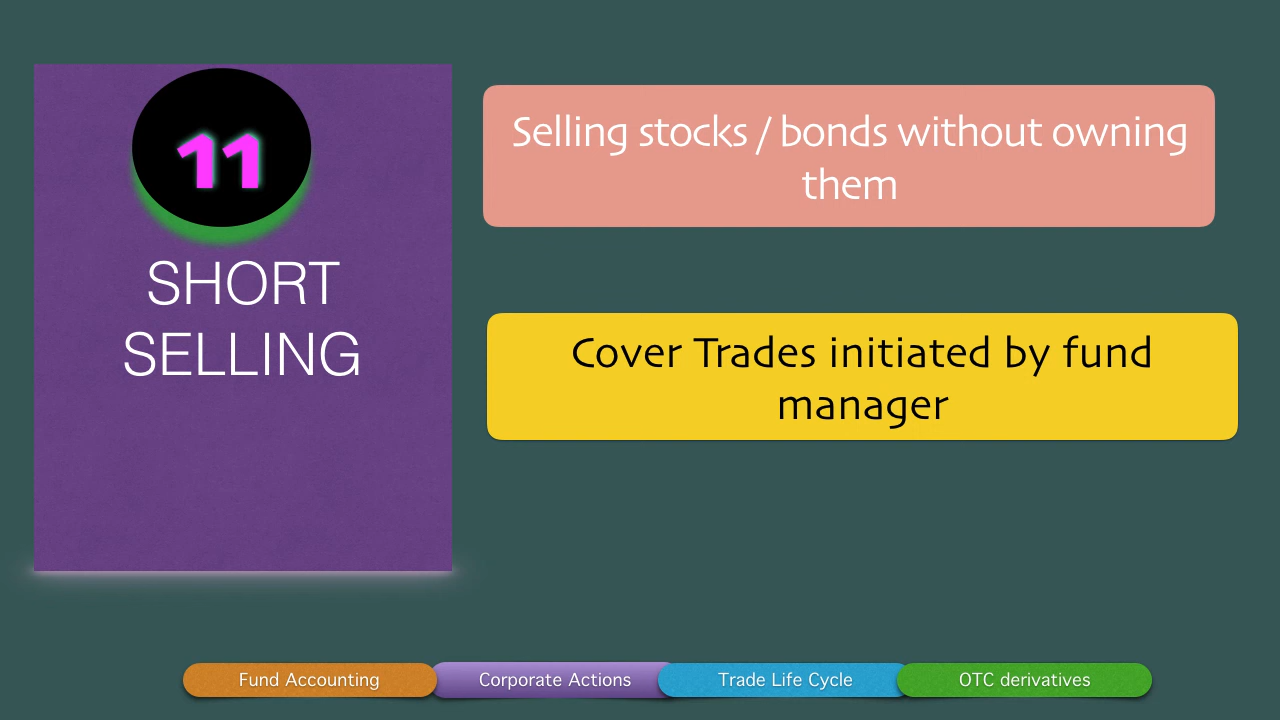 11
SHORT
SELLING
Selling stocks / bonds without owning
them
Cover Trades initiated by fund
manager
Fund Accounting
Corporate Actions
Trade Life Cycle
OTC derivatives